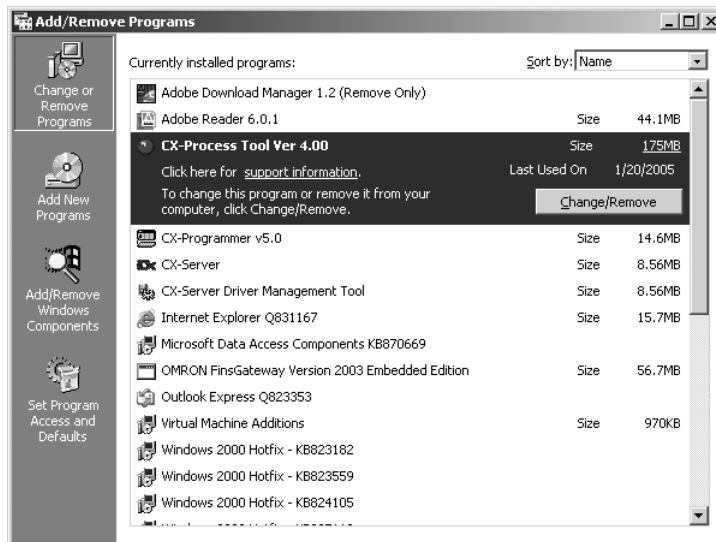 Add/Remove Programs
Change or
Remove
Programs
Add New
Programs
Add/Remove
Windows
Components
Set Program
Access and
Defaults
Currently installed programs:
Sort by: Name
Adobe Download Manager 1.2 (Remove Only)
Adobe Reader 6.0.1 Size 44.1MB
CX-Process Tool Ver 4.00 Size 175MB
Click here for support information. Last Used On 1/20/2005
To change this program or remove it from your
computer, click Change/Remove.
Change/Remove
CX-Programmer v5.0 Size 14.6MB
CX-Server Size 8.56MB
CX-Server Driver Management Tool Size 8.56MB
Internet Explorer Q831167 Size 15.7MB
Microsoft Data Access Components KB870669
OMRON FinsGateway Version 2003 Embedded Edition Size 56.7MB
Outlook Express Q823353
Virtual Machine Additions Size 970KB
Windows 2000 Hotfix - KB823182
Windows 2000 Hotfix - KB823559
Windows 2000 Hotfix - KB824105